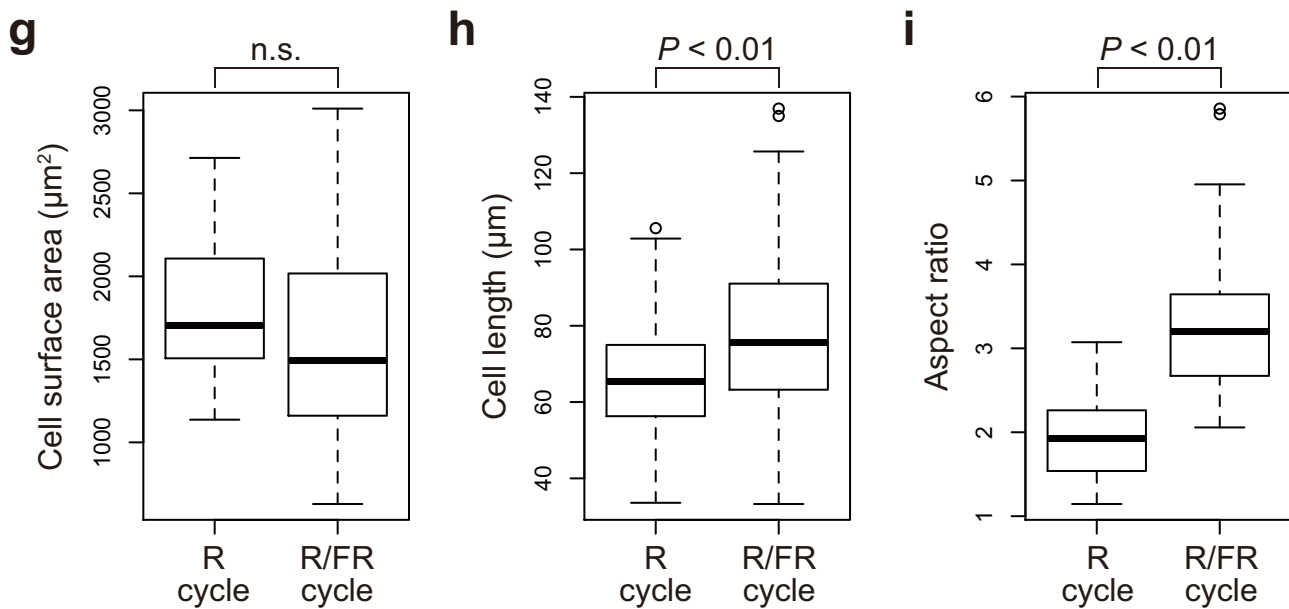 g
n.s.
Cell surface area (μm²)
3000
2500
2000
1500
1000
R
cycle
R/FR
cycle
h
P < 0.01
Cell length (μm)
140
120
100
80
60
40
R
cycle
R/FR
cycle
i
P < 0.01
Aspect ratio
6
5
4
3
2
1
R
cycle
R/FR
cycle